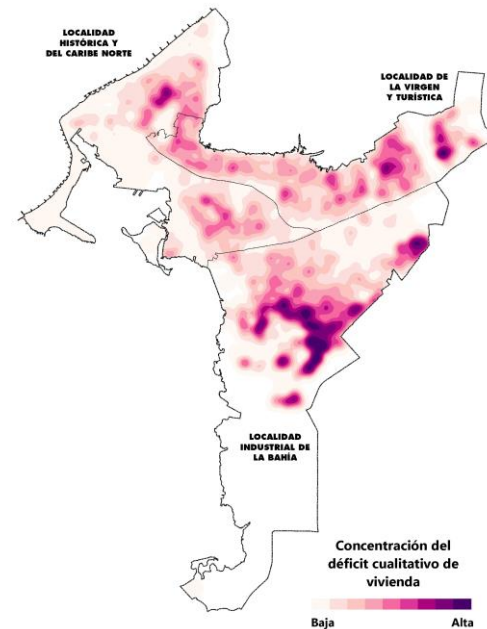 LOCALIDAD
HISTÓRICA Y
DEL CARIBE NORTE
LOCALIDAD DE
LA VIRGEN
Y TURÍSTICA
LOCALIDAD
INDUSTRIAL DE
LA BAHÍA
Concentración del
déficit cualitativo de
vivienda
Baja Alta